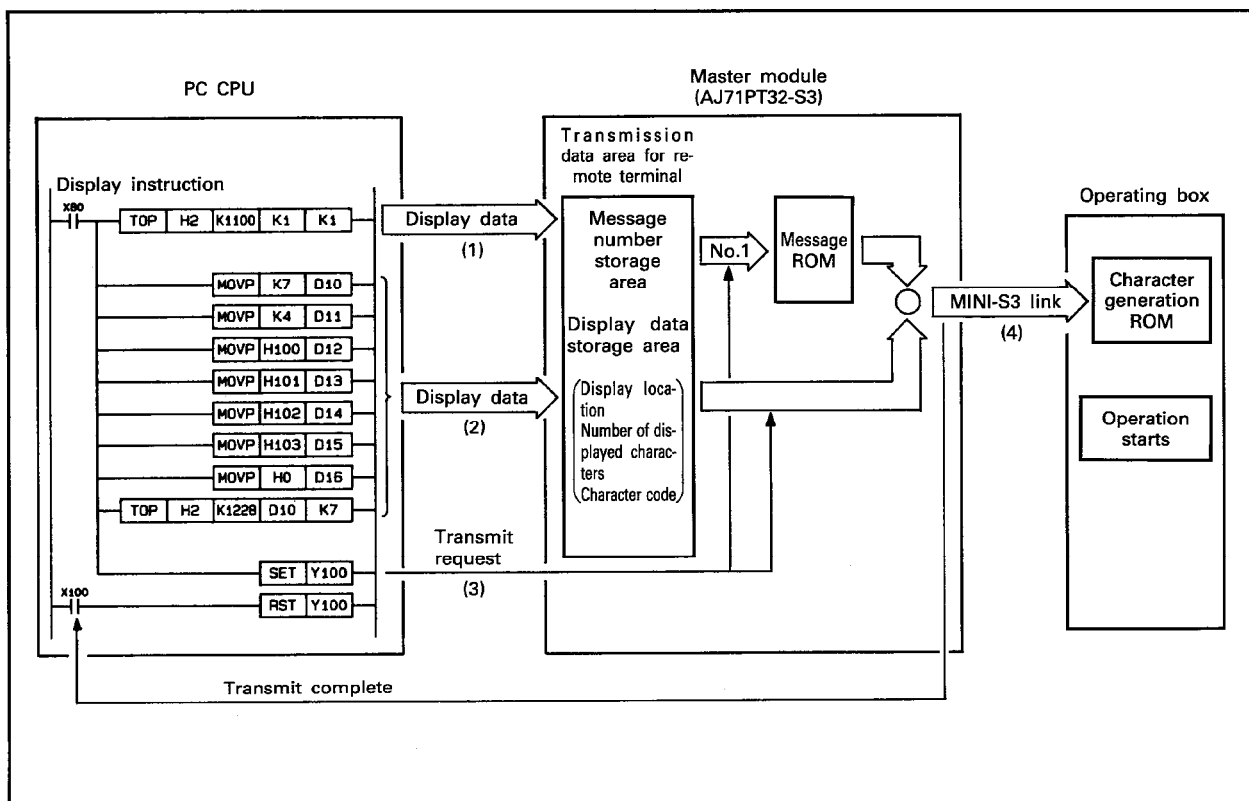 PC CPU
Master module
(AJ71PT32-S3)
Display instruction
X80
TOP H2 K1100 K1 K1
MOVP K7 D10
MOVP K4 D11
MOVP H100 D12
MOVP H101 D13
MOVP H102 D14
MOVP H103 D15
MOVP H0 D16
TOP H2 K1228 D10 K7
SET Y100
X100
RST Y100
Display data
(1)
Display data
(2)
Transmit
request
(3)
Transmission
data area for re-
mote terminal
Message
number
storage
area
Display data
storage area
Display loca-
tion
Number of dis-
played charac-
ters
Character code
No.1
Message
ROM
MINI-S3 link
(4)
Operating box
Character
generation
ROM
Operation
starts
Transmit complete